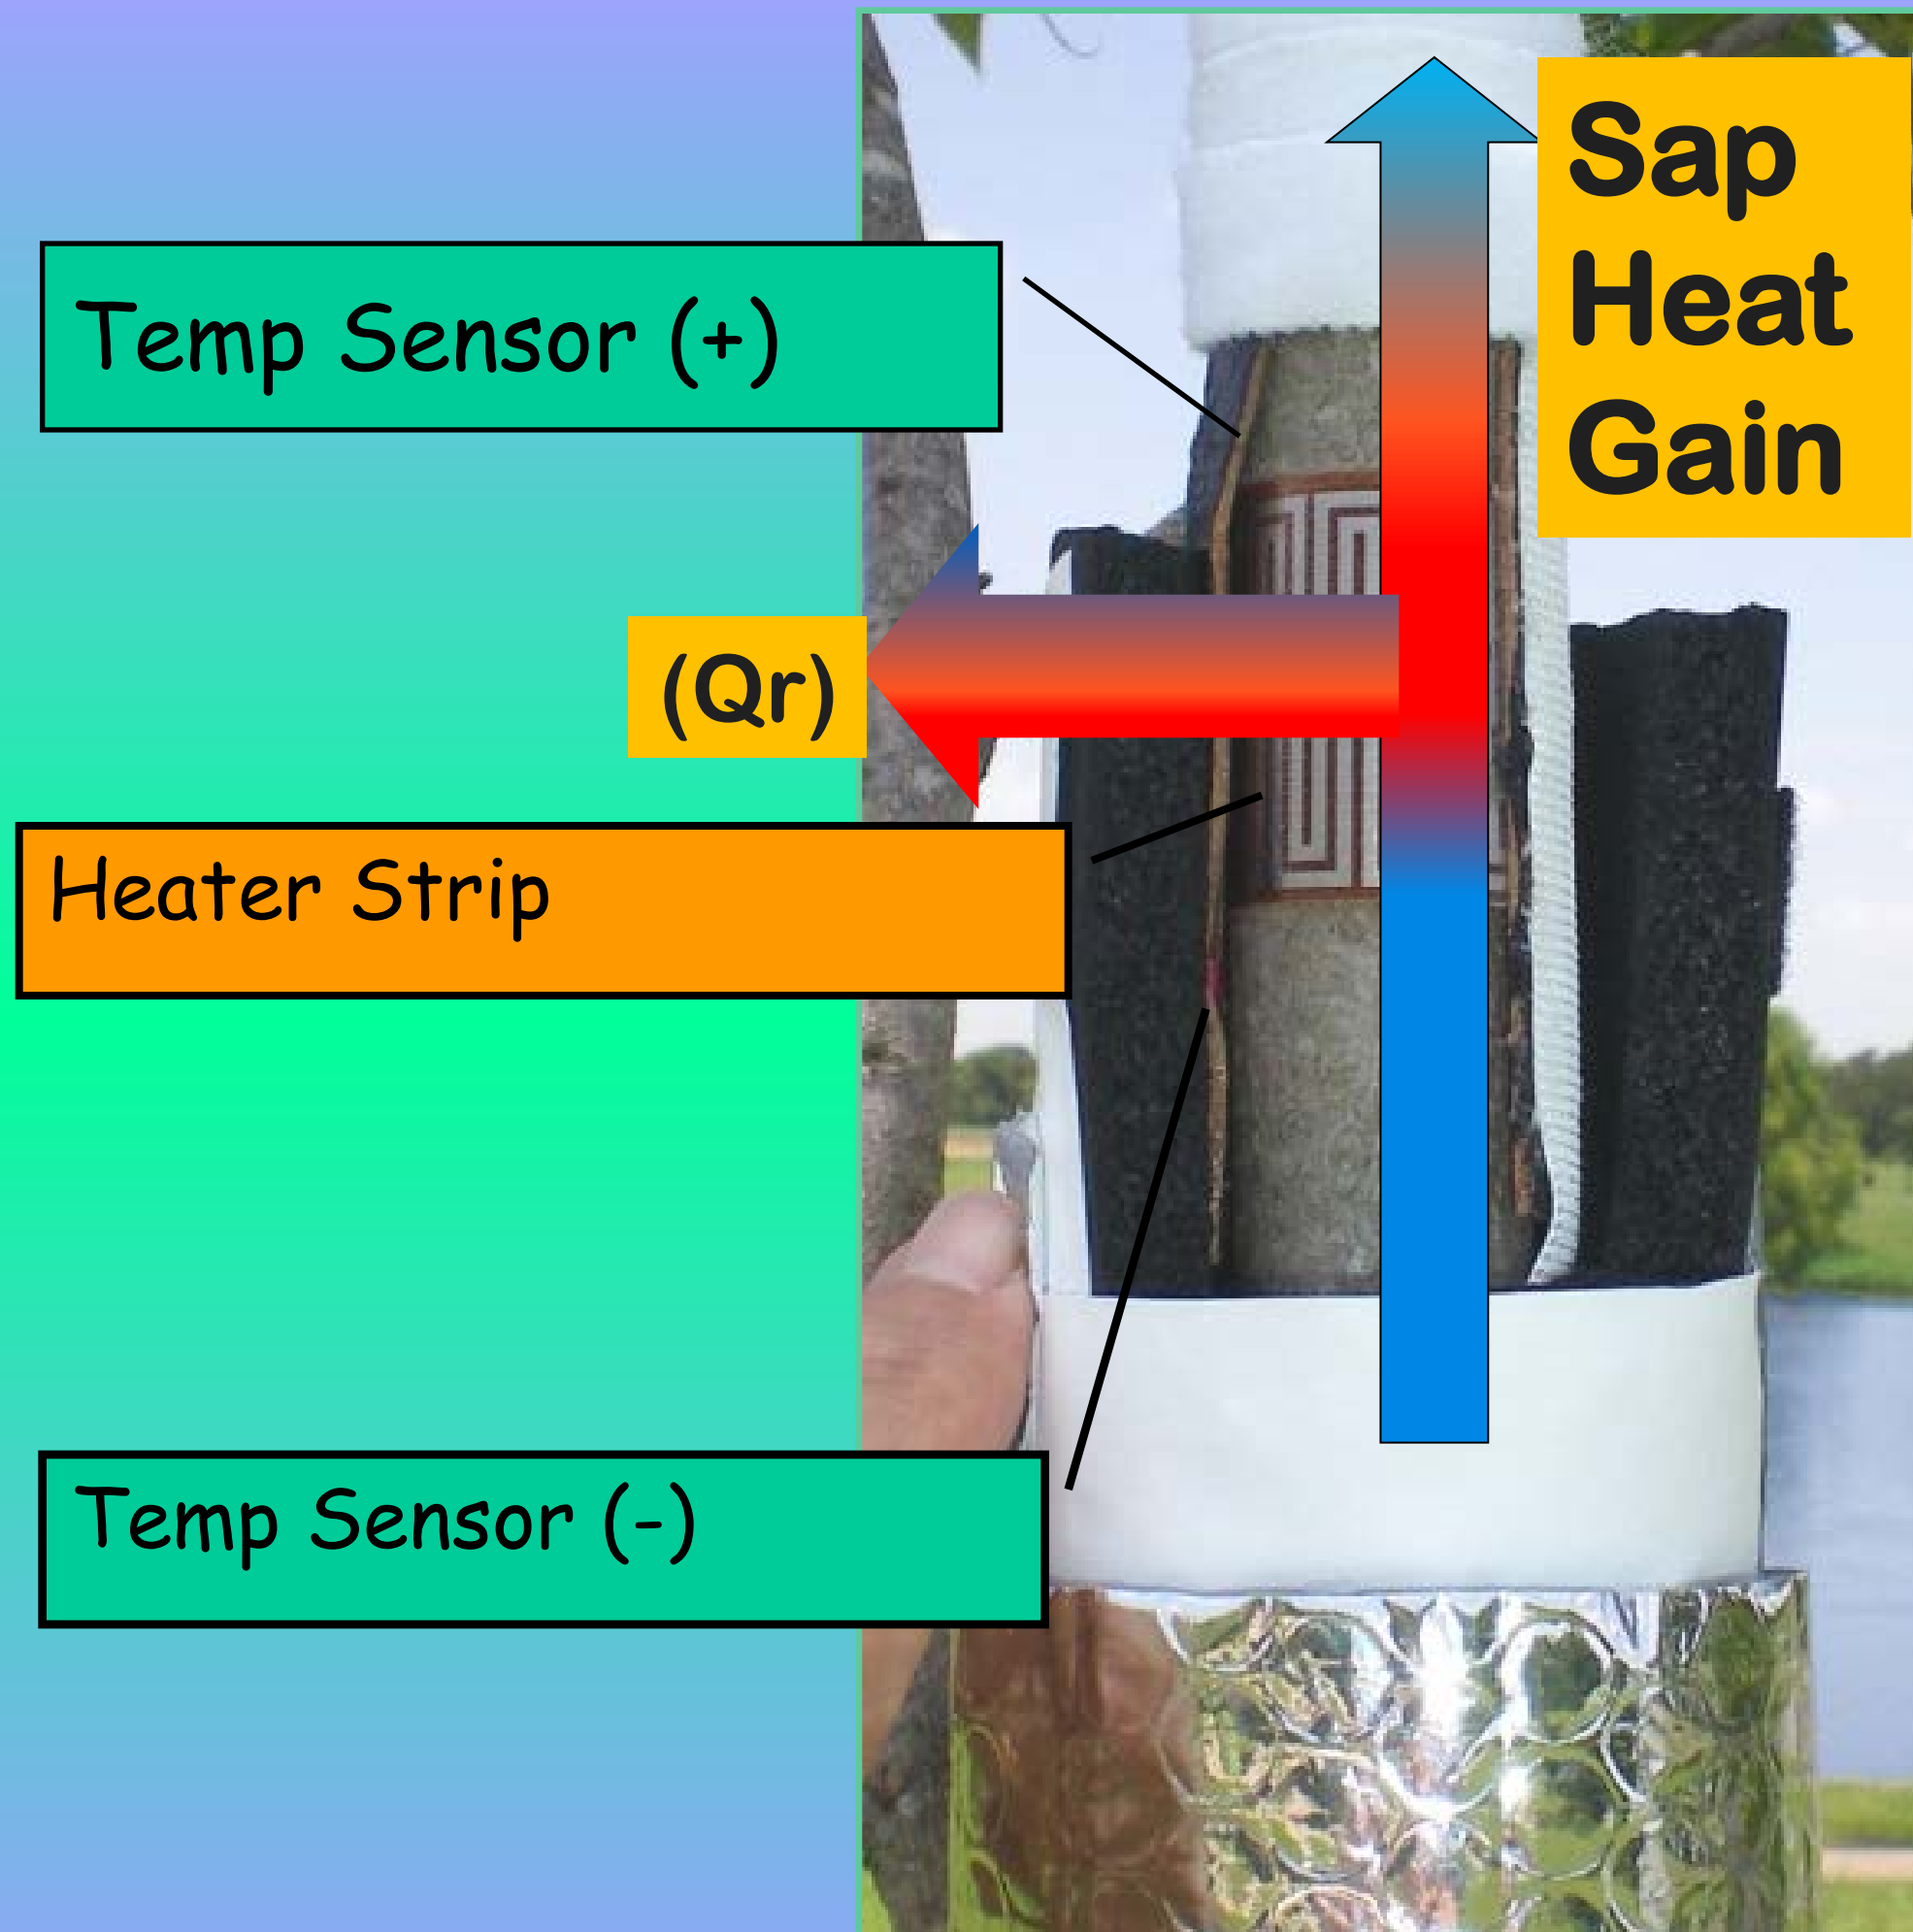 Sap
Heat
Gain
Temp Sensor (+)
(Qr)
Heater Strip
Temp Sensor (-)